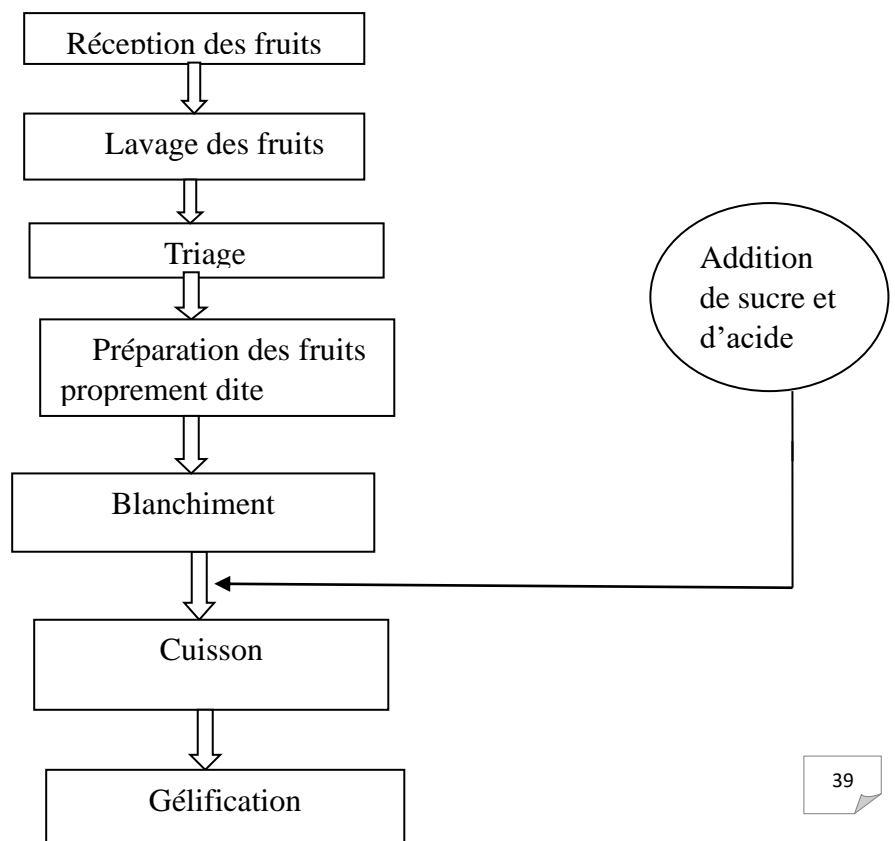 Réception des fruits
Lavage des fruits
Triage
Préparation des fruits
proprement dite
Blanchiment
Addition
de sucre et
d'acide
Cuisson
Gélification
39